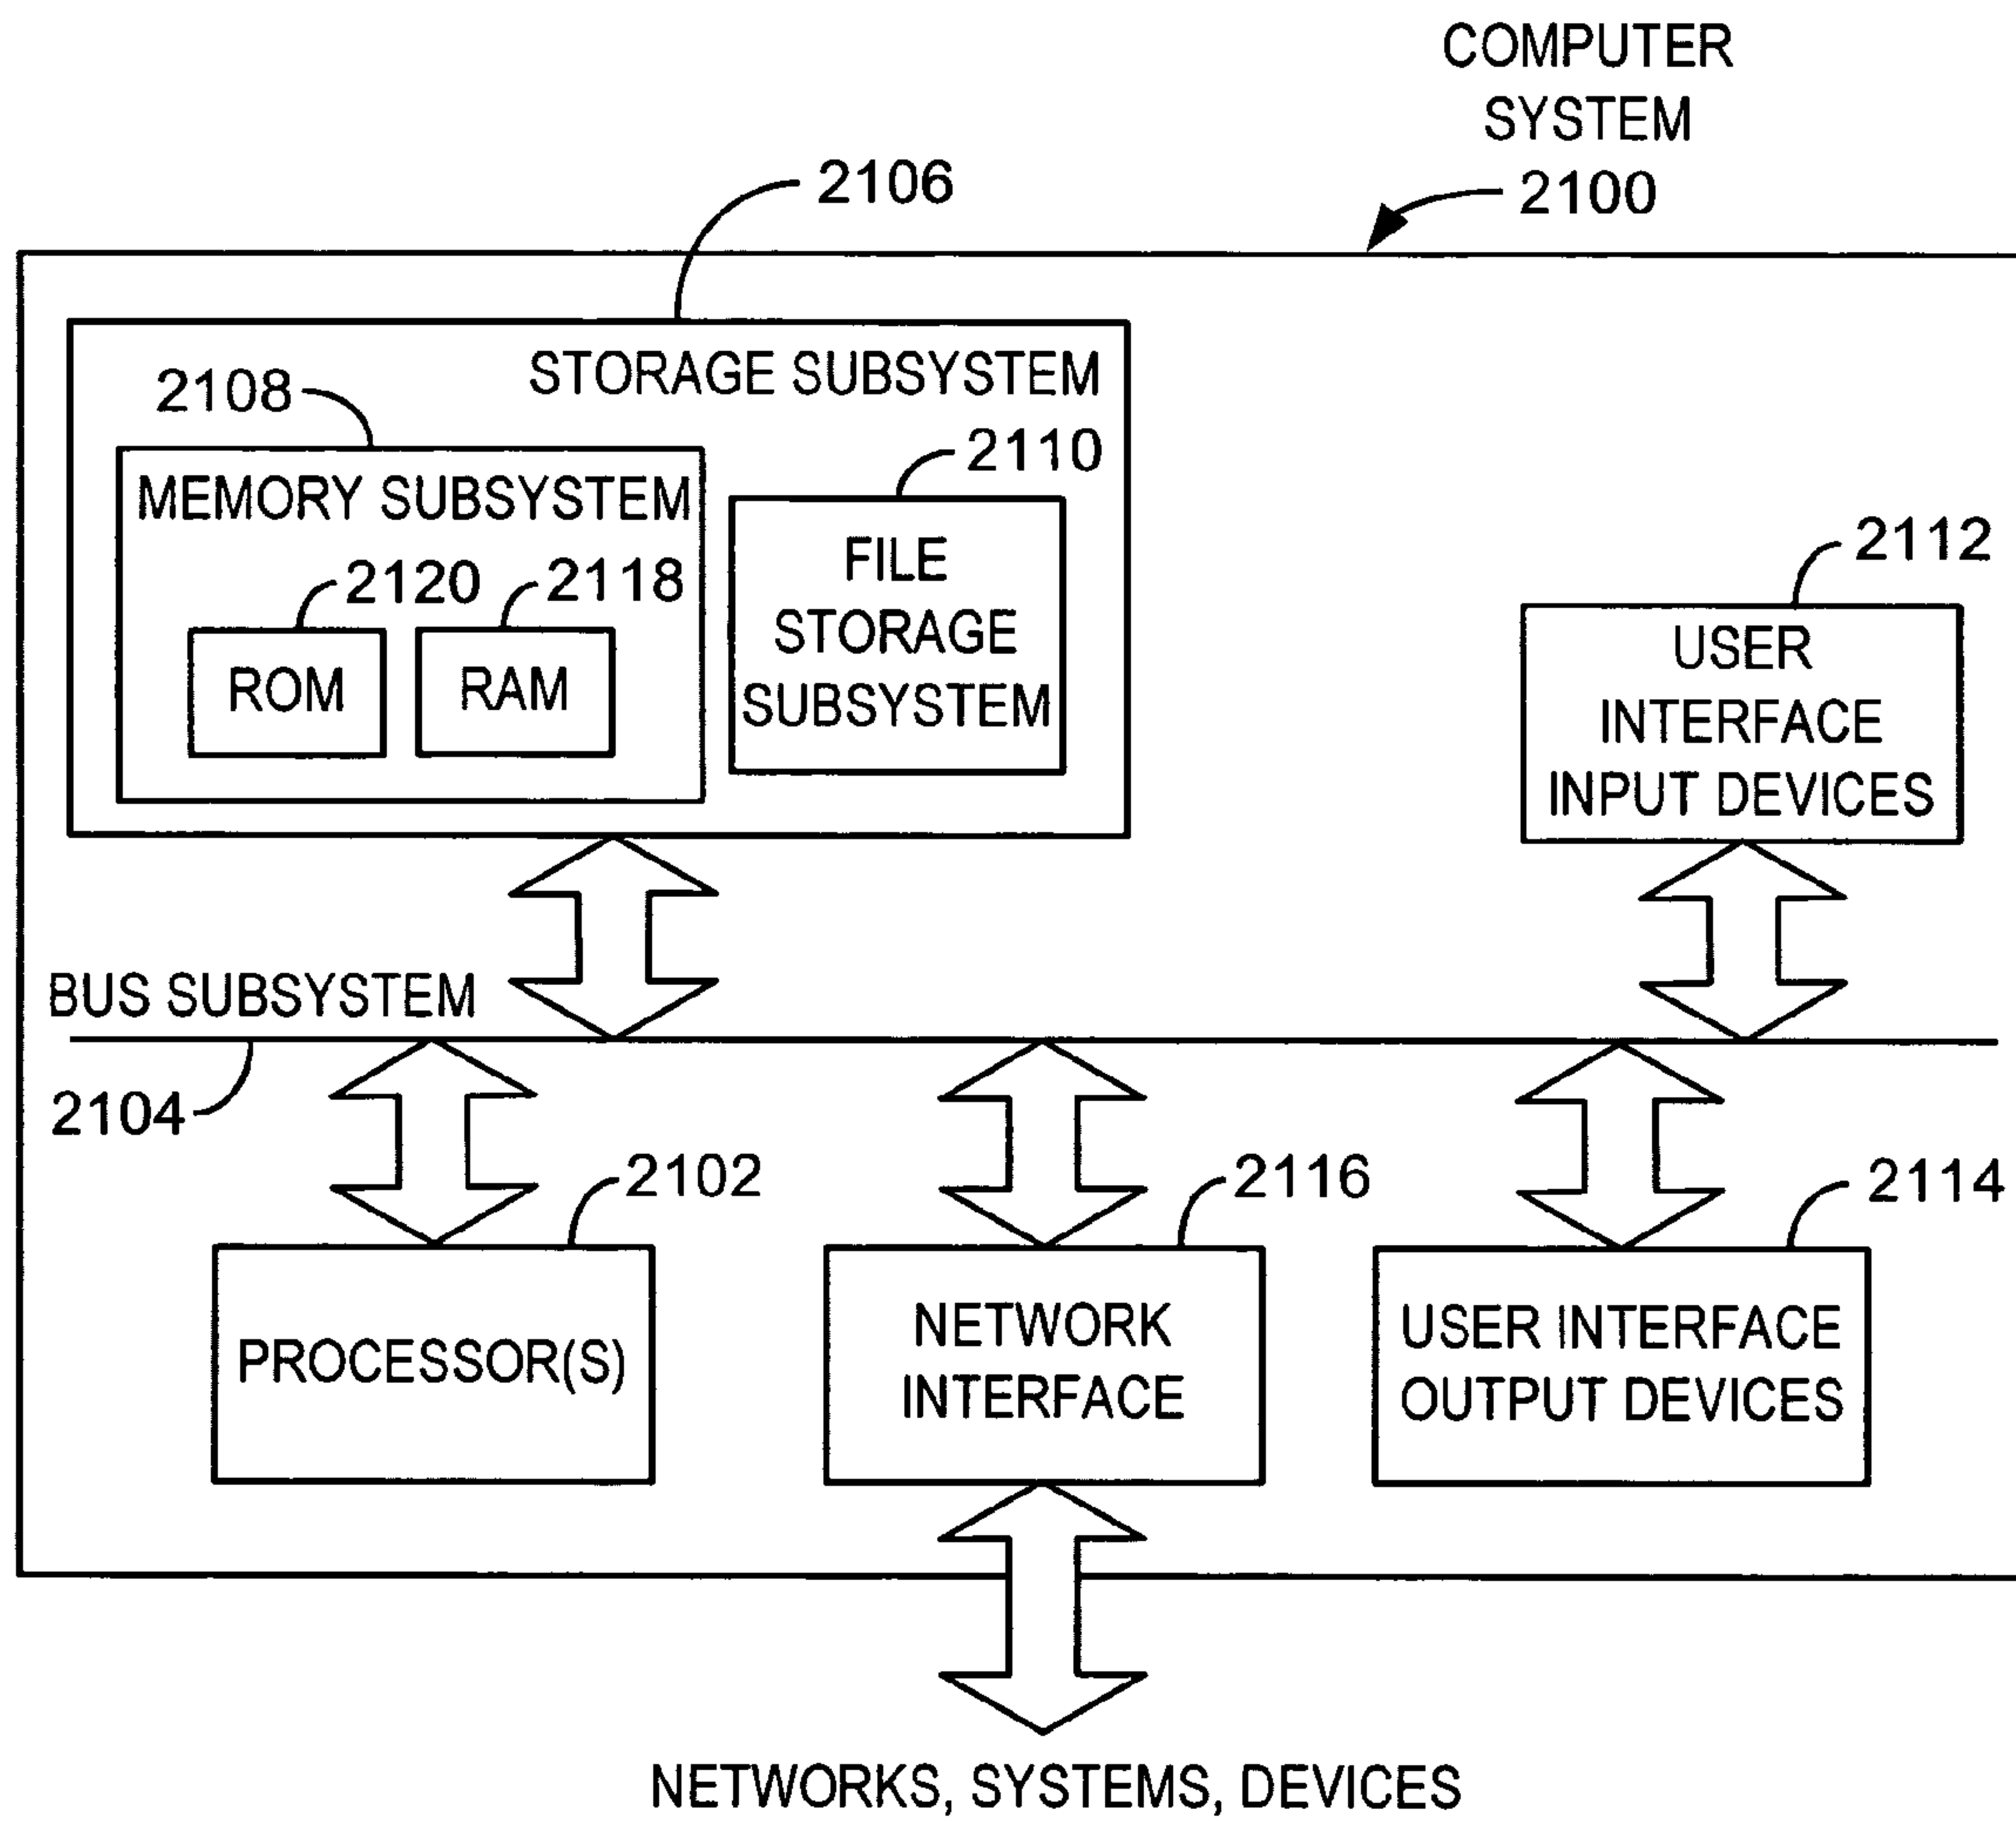 COMPUTER
SYSTEM
2100
2106
STORAGE SUBSYSTEM
2108
2110
MEMORY SUBSYSTEM
2120
2118
ROM
RAM
FILE
STORAGE
SUBSYSTEM
2112
USER
INTERFACE
INPUT DEVICES
BUS SUBSYSTEM
2104
2102
2116
2114
PROCESSOR(S)
NETWORK
INTERFACE
USER INTERFACE
OUTPUT DEVICES
NETWORKS, SYSTEMS, DEVICES